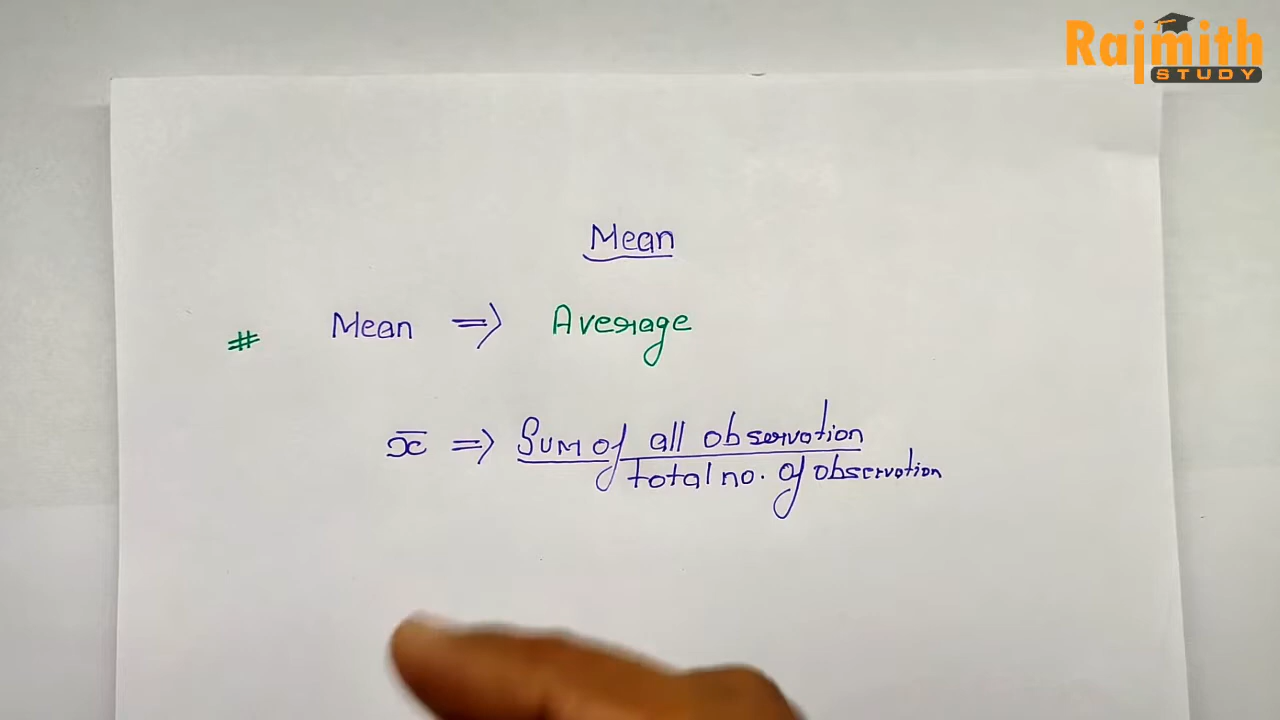 Rajmith
STUDY
Mean
# Mean ⇒ Average
x̄ ⇒ Sum of all observation
total no. of observation